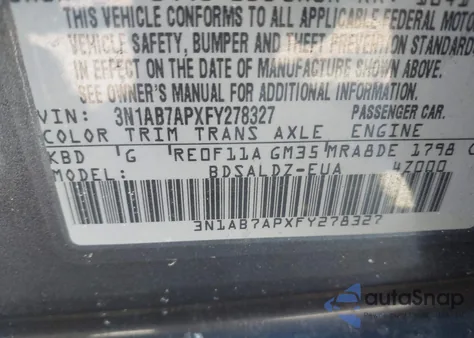 THIS VEHICLE CONFORMS TO ALL APPLICABLE FEDERAL MOTOR
VEHICLE SAFETY, BUMPER AND THEFT PREVENTION STANDARDS
IN EFFECT ON THE DATE OF MANUFACTURE SHOWN ABOVE.
SEE OWNER'S MANUAL FOR ADDITIONAL INFORMATION.
VIN: 3N1AB7APXFY278327 PASSENGER CAR.
COLOR TRIM TRANS AXLE ENGINE
KBD G RE0F11A GM35 MRA8DE 1798 C
MODEL: BDSALDZ-EUA 4Z000
3N1AB7APXFY278327
autoSnap